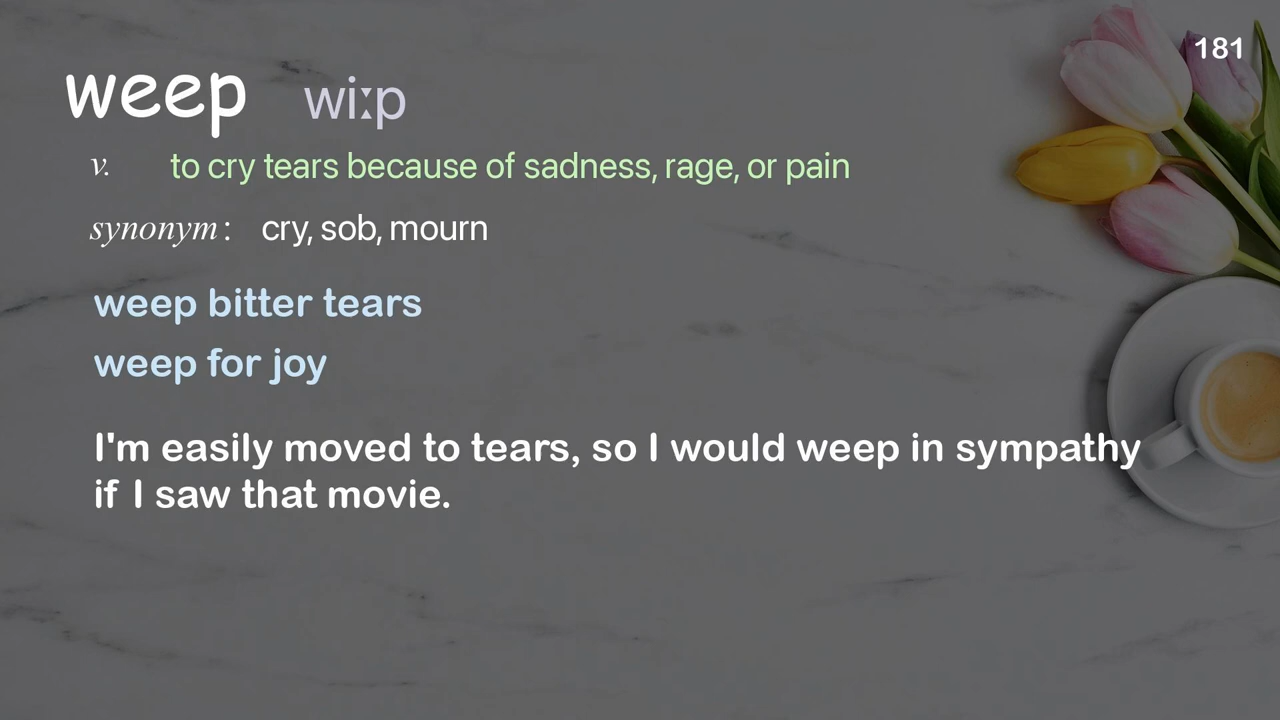 181
weep wiːp
v. to cry tears because of sadness, rage, or pain
synonym : cry, sob, mourn
weep bitter tears
weep for joy
I'm easily moved to tears, so I would weep in sympathy
if I saw that movie.